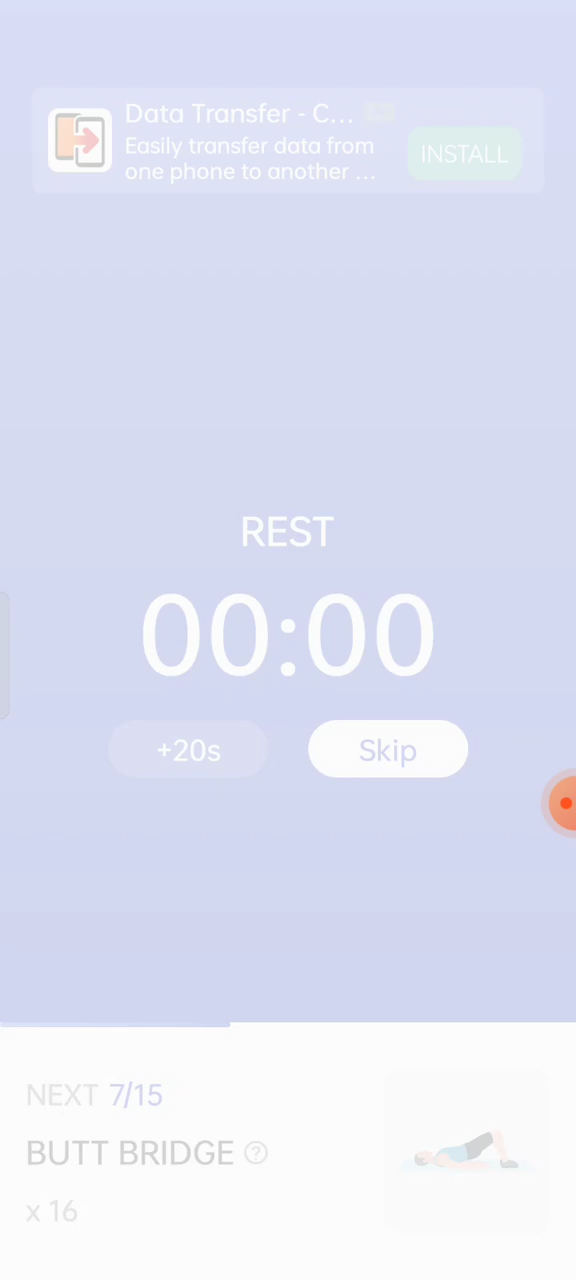 Data Transfer - C...
Easily transfer data from
one phone to another ...
INSTALL
REST
00:00
+20s
Skip
NEXT 7/15
BUTT BRIDGE ?
x 16